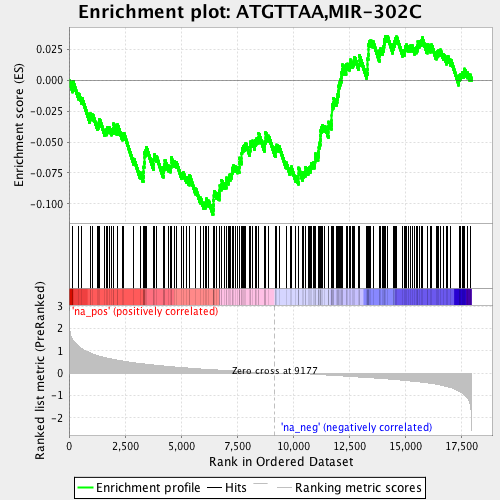 Enrichment plot: ATGTTAA,MIR-302C
Enrichment score (ES)
0.025
0.000
-0.025
-0.050
-0.075
-0.100
'na_pos' (positively correlated)
Ranked list metric (PreRanked)
3
2
1
0
-1
-2
Zero cross at 9177
'na_neg' (negatively correlated)
0
2,500
5,000
7,500
10,000
12,500
15,000
17,500
Rank in Ordered Dataset
Enrichment profile
Hits
Ranking metric scores